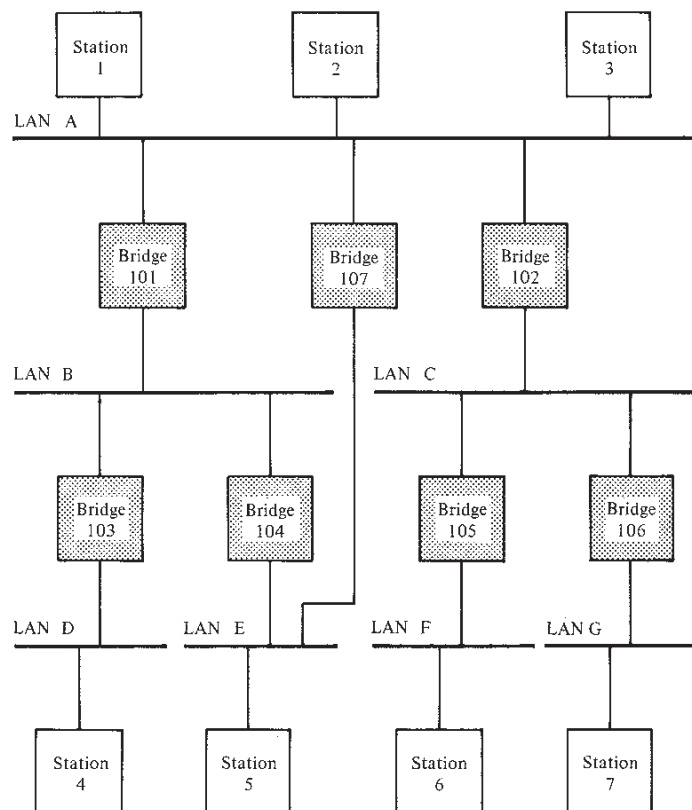 Station
1
Station
2
Station
3
LAN A
Bridge
101
Bridge
107
Bridge
102
LAN B
LAN C
Bridge
103
Bridge
104
Bridge
105
Bridge
106
LAN D
LAN E
LAN F
LAN G
Station
4
Station
5
Station
6
Station
7